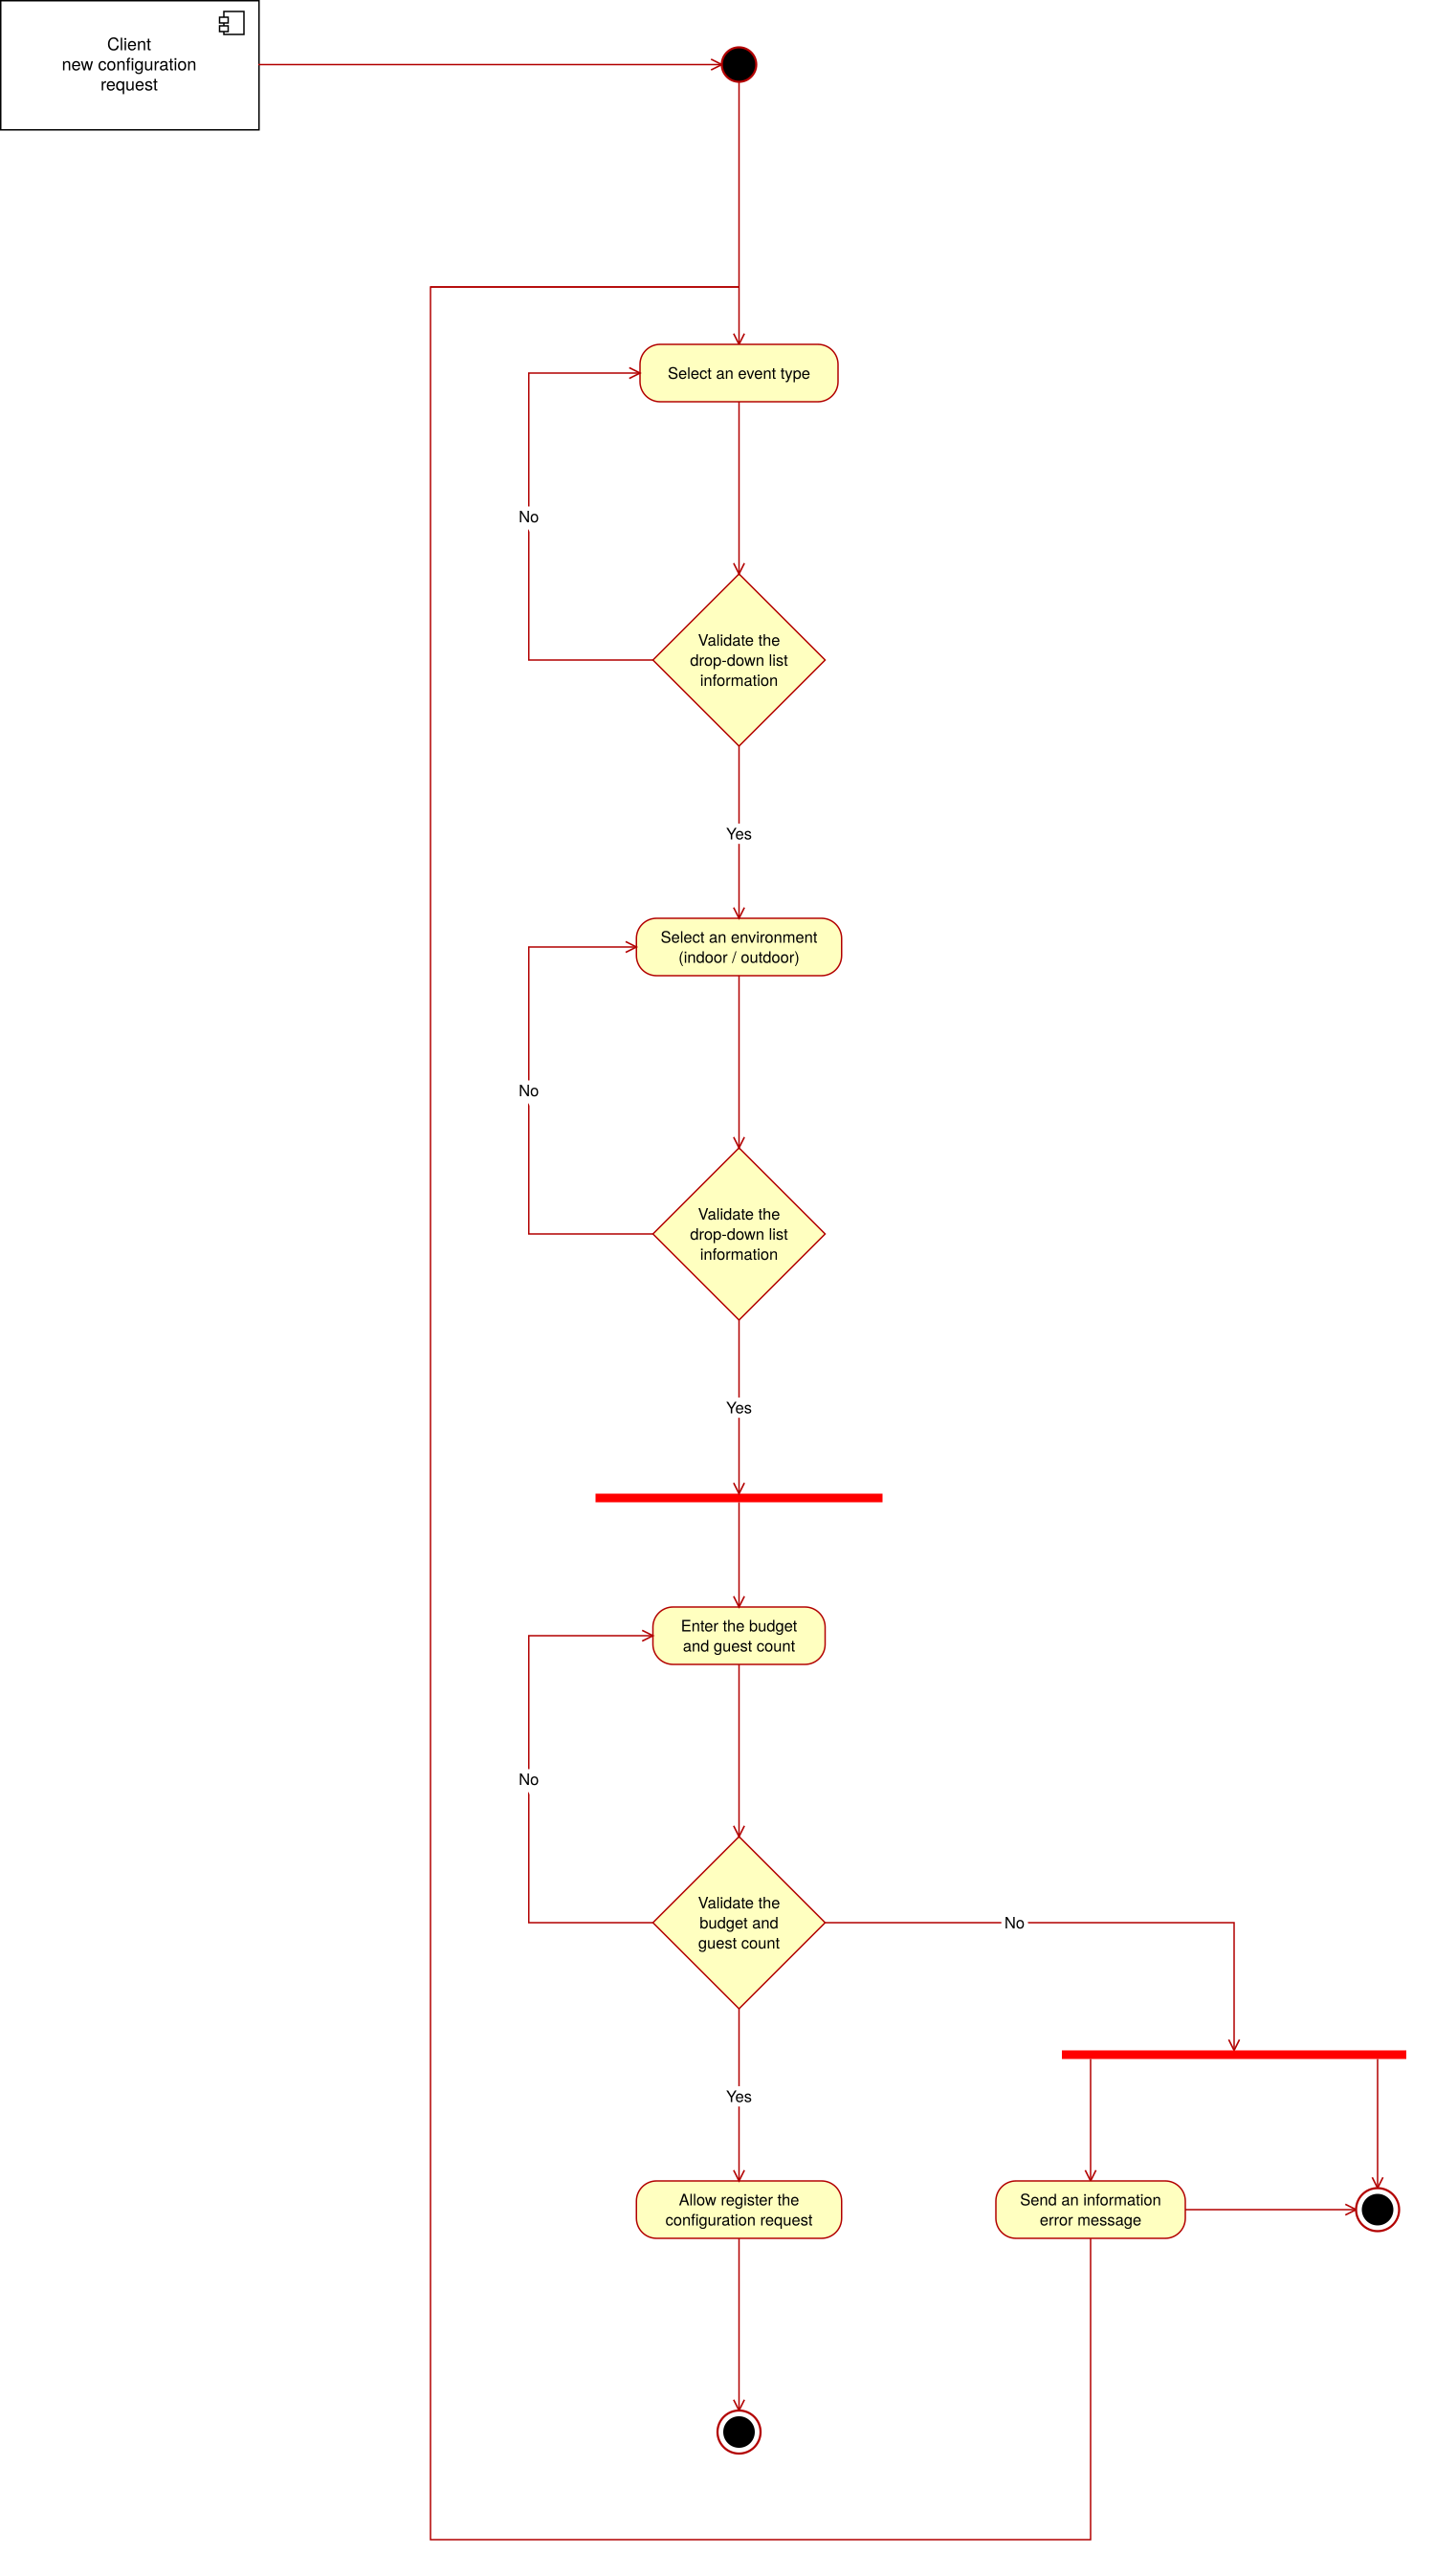 Client
new configuration
request
Select an event type
No
Validate the
drop-down list
information
Yes
Select an environment
(indoor / outdoor)
No
Validate the
drop-down list
information
Yes
Enter the budget
and guest count
No
Validate the
budget and
guest count
No
Yes
Allow register the
configuration request
Send an information
error message